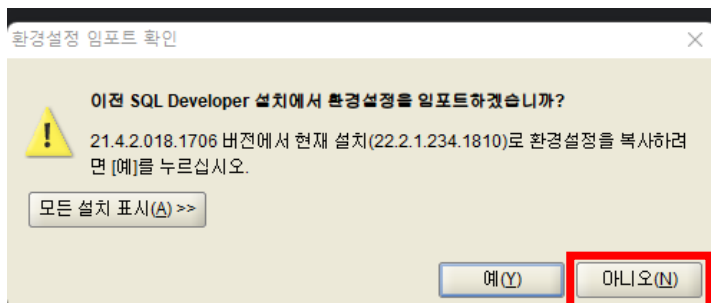 환경설정 임포트 확인
이전 SQL Developer 설치에서 환경설정을 임포트하겠습니까?
21.4.2.018.1706 버전에서 현재 설치(22.2.1.234.1810)로 환경설정을 복사하려
면 [예]를 누르십시오.
모든 설치 표시(A) >>
예(Y) 아니오(N)